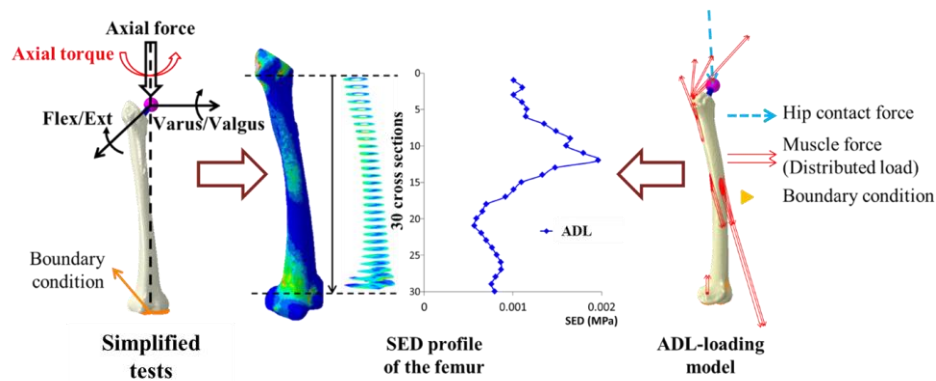 Axial force
Axial torque
Flex/Ext
Varus/Valgus
Boundary
condition
Simplified
tests
30 cross sections
0
5
10
15
20
25
30
ADL
0
0.001
0.002
SED (MPa)
SED profile
of the femur
Hip contact force
Muscle force
(Distributed load)
Boundary condition
ADL-loading
model